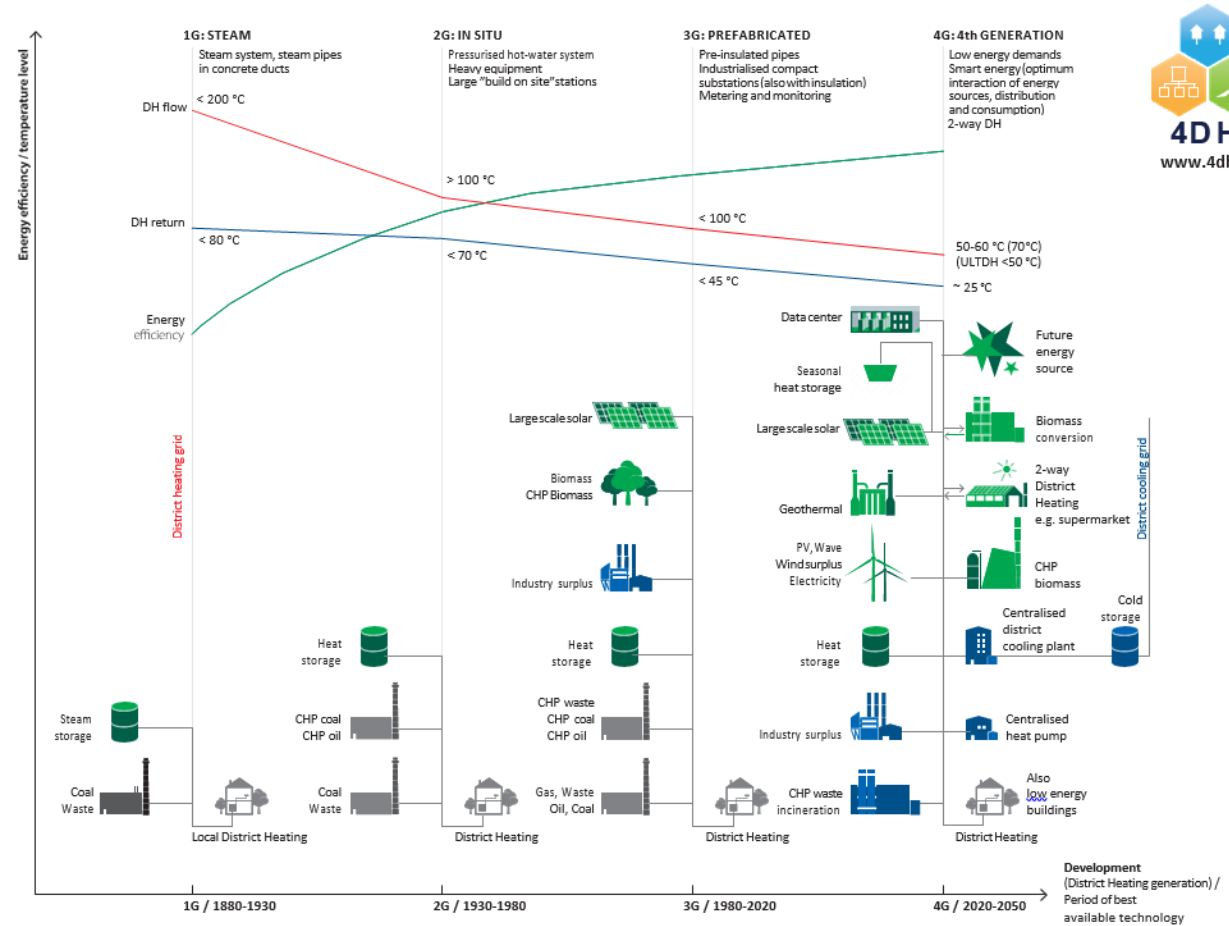 1G: STEAM
Steam system, steam pipes
in concrete ducts
2G: IN SITU
Pressurised hot-water system
Heavy equipment
Large "build on site" stations
3G: PREFABRICATED
Pre-insulated pipes
Industrialised compact
substations (also with insulation)
Metering and monitoring
4G: 4th GENERATION
Low energy demands
Smart energy (optimum
interaction of energy
sources, distribution
and consumption)
2-way DH
4D H
www.4dh
Energy efficiency / temperature level
DH flow
< 200 °C
> 100 °C
< 100 °C
50-60 °C (70°C)
(ULTDH <50 °C)
DH return
< 80 °C
< 70 °C
< 45 °C
~ 25 °C
Energy
efficiency
District heating grid
District cooling grid
Steam
storage
Coal
Waste
Local District Heating
Heat
storage
CHP coal
CHP oil
Coal
Waste
District Heating
Large scale solar
Biomass
CHP Biomass
Industry surplus
Heat
storage
CHP waste
CHP coal
CHP oil
Gas, Waste
Oil, Coal
District Heating
Data center
Seasonal
heat storage
Large scale solar
Geothermal
PV, Wave
Wind surplus
Electricity
Heat
storage
Industry surplus
CHP waste
incineration
Future
energy
source
Biomass
conversion
2-way
District
Heating
e.g. supermarket
CHP
biomass
Centralised
district
cooling plant
Cold
storage
Centralised
heat pump
Also
low energy
buildings
District Heating
1G / 1880-1930
2G / 1930-1980
3G / 1980-2020
4G / 2020-2050
Development
(District Heating generation) /
Period of best
available technology